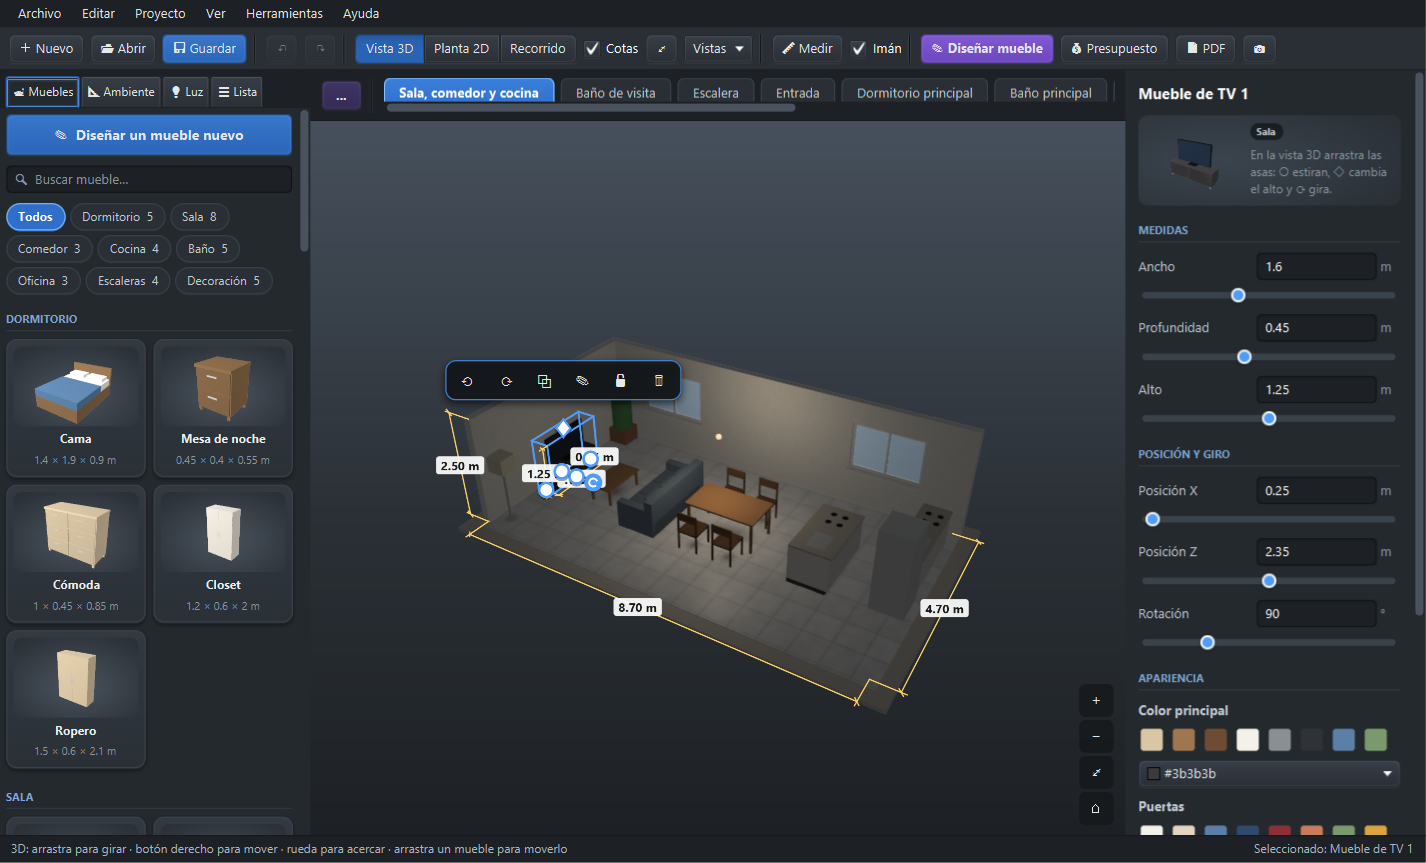 Archivo Editar Proyecto Ver Herramientas Ayuda
+ Nuevo Abrir Guardar Vista 3D Planta 2D Recorrido Cotas Vistas Medir Imán Diseñar mueble Presupuesto PDF
Muebles Ambiente Luz Lista
... Sala, comedor y cocina Baño de visita Escalera Entrada Dormitorio principal Baño principal
Diseñar un mueble nuevo
Buscar mueble...
Todos Dormitorio 5 Sala 8
Comedor 3 Cocina 4 Baño 5
Oficina 3 Escaleras 4 Decoración 5
DORMITORIO
Cama
1.4 × 1.9 × 0.9 m
Mesa de noche
0.45 × 0.4 × 0.55 m
Cómoda
1 × 0.45 × 0.85 m
Closet
1.2 × 0.6 × 2 m
Ropero
1.5 × 0.6 × 2.1 m
SALA
2.50 m
1.25
m
8.70 m
4.70 m
+
−
Mueble de TV 1
Sala
En la vista 3D arrastra las
asas: ○ estiran, ◇ cambia
el alto y ⟳ gira.
MEDIDAS
Ancho 1.6 m
Profundidad 0.45 m
Alto 1.25 m
POSICIÓN Y GIRO
Posición X 0.25 m
Posición Z 2.35 m
Rotación 90 °
APARIENCIA
Color principal
#3b3b3b
Puertas
3D: arrastra para girar · botón derecho para mover · rueda para acercar · arrastra un mueble para moverlo
Seleccionado: Mueble de TV 1